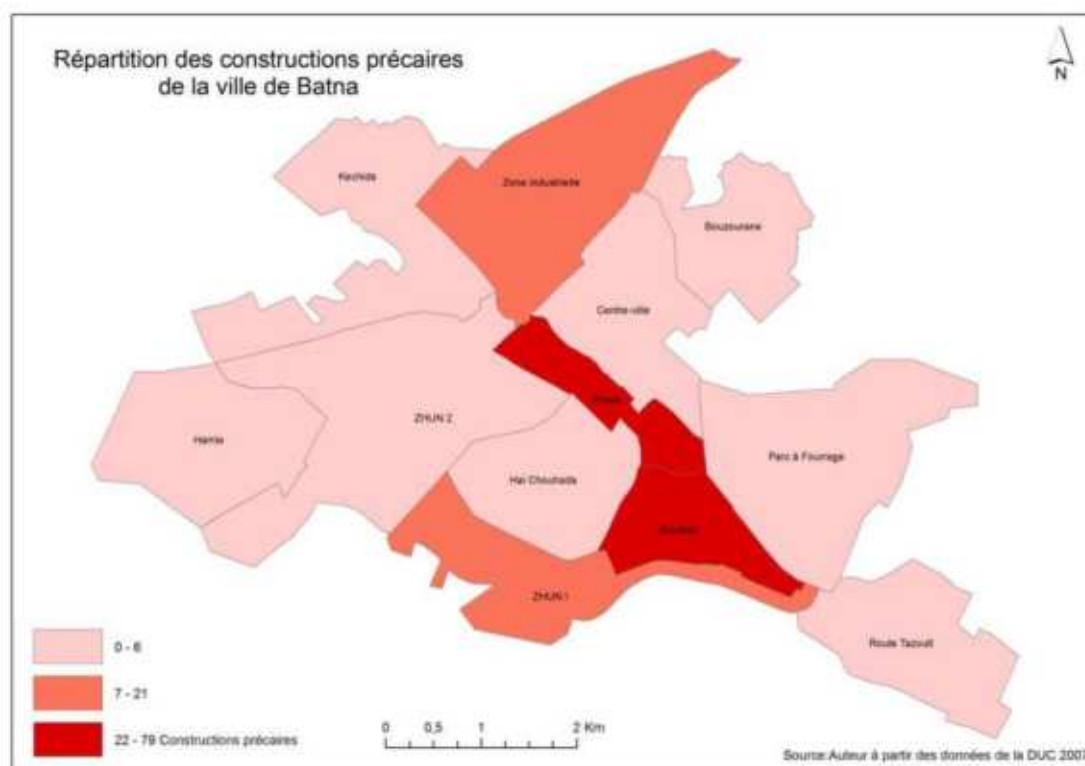 Répartition des constructions précaires
de la ville de Batna
N
Kechida
Zone industrielle
Bouzourane
Centre-ville
ZHUN 2
Hamla
Parc à Fourrage
Hai Chouhada
ZHUN I
Route Tazoult
0 - 6
7 - 21
22 - 79 Constructions précaires
0 0,5 1 2 Km
Source:Auteur à partir des données de la DUC 2007